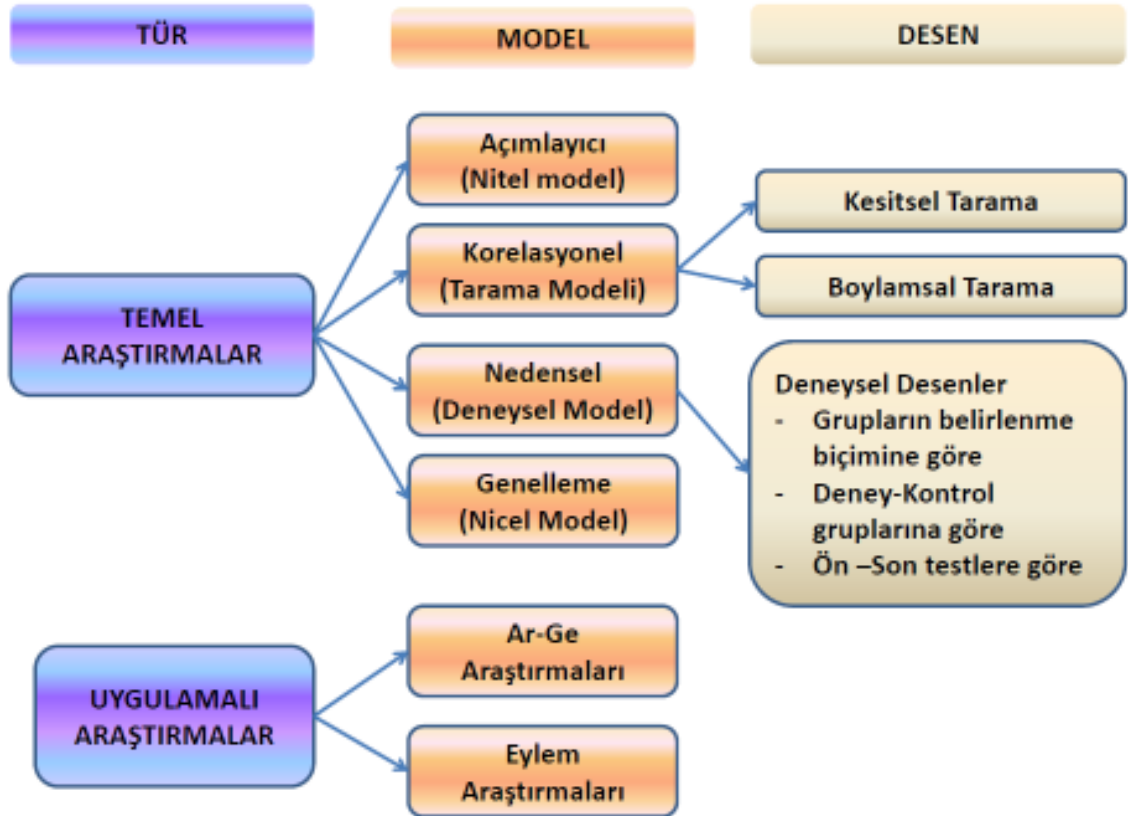 TÜR
MODEL
DESEN
Açımlayıcı
(Nitel model)
Korelasyonel
(Tarama Modeli)
Kesitsel Tarama
Boylamsal Tarama
TEMEL
ARAŞTIRMALAR
Nedensel
(Deneysel Model)
Genelleme
(Nicel Model)
Deneysel Desenler
- Grupların belirlenme
biçimine göre
- Deney-Kontrol
gruplarına göre
- Ön –Son testlere göre
UYGULAMALI
ARAŞTIRMALAR
Ar-Ge
Araştırmaları
Eylem
Araştırmaları